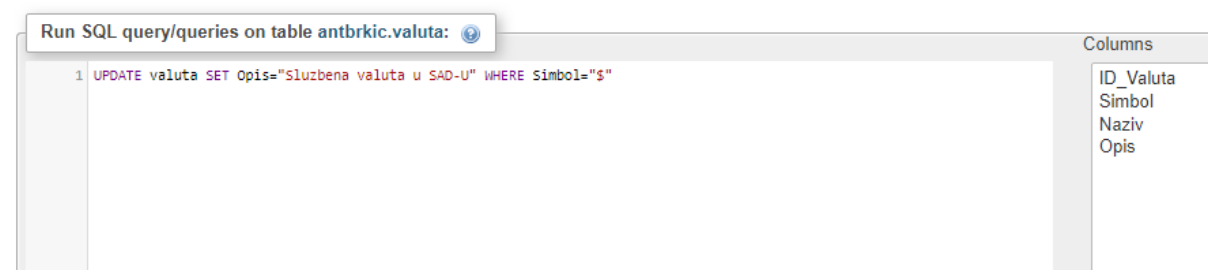 Run SQL query/queries on table antbrkic.valuta:
Columns
1 UPDATE valuta SET Opis="Sluzbena valuta u SAD-U" WHERE Simbol="$"
ID_Valuta
Simbol
Naziv
Opis